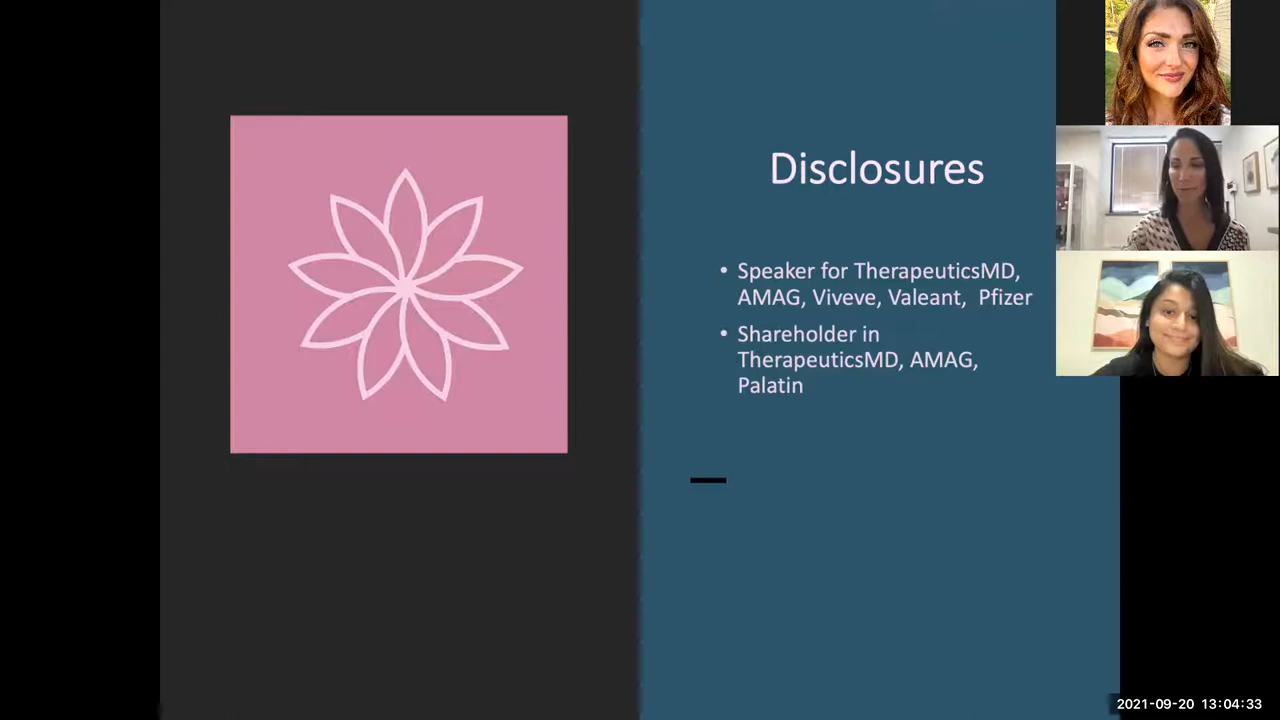 Disclosures
• Speaker for TherapeuticsMD,
AMAG, Viveve, Valeant, Pfizer
• Shareholder in
TherapeuticsMD, AMAG,
Palatin
2021-09-20 13:04:33